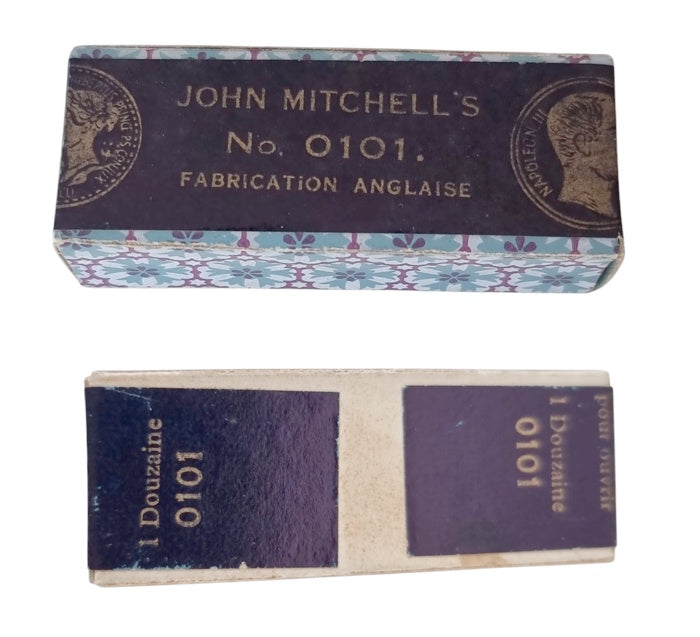 JOHN MITCHELL'S
No. 0101.
FABRICATION ANGLAISE
NAPOLEON III
1 Douzaine
0101
pour ouvrir
1 Douzaine
0101